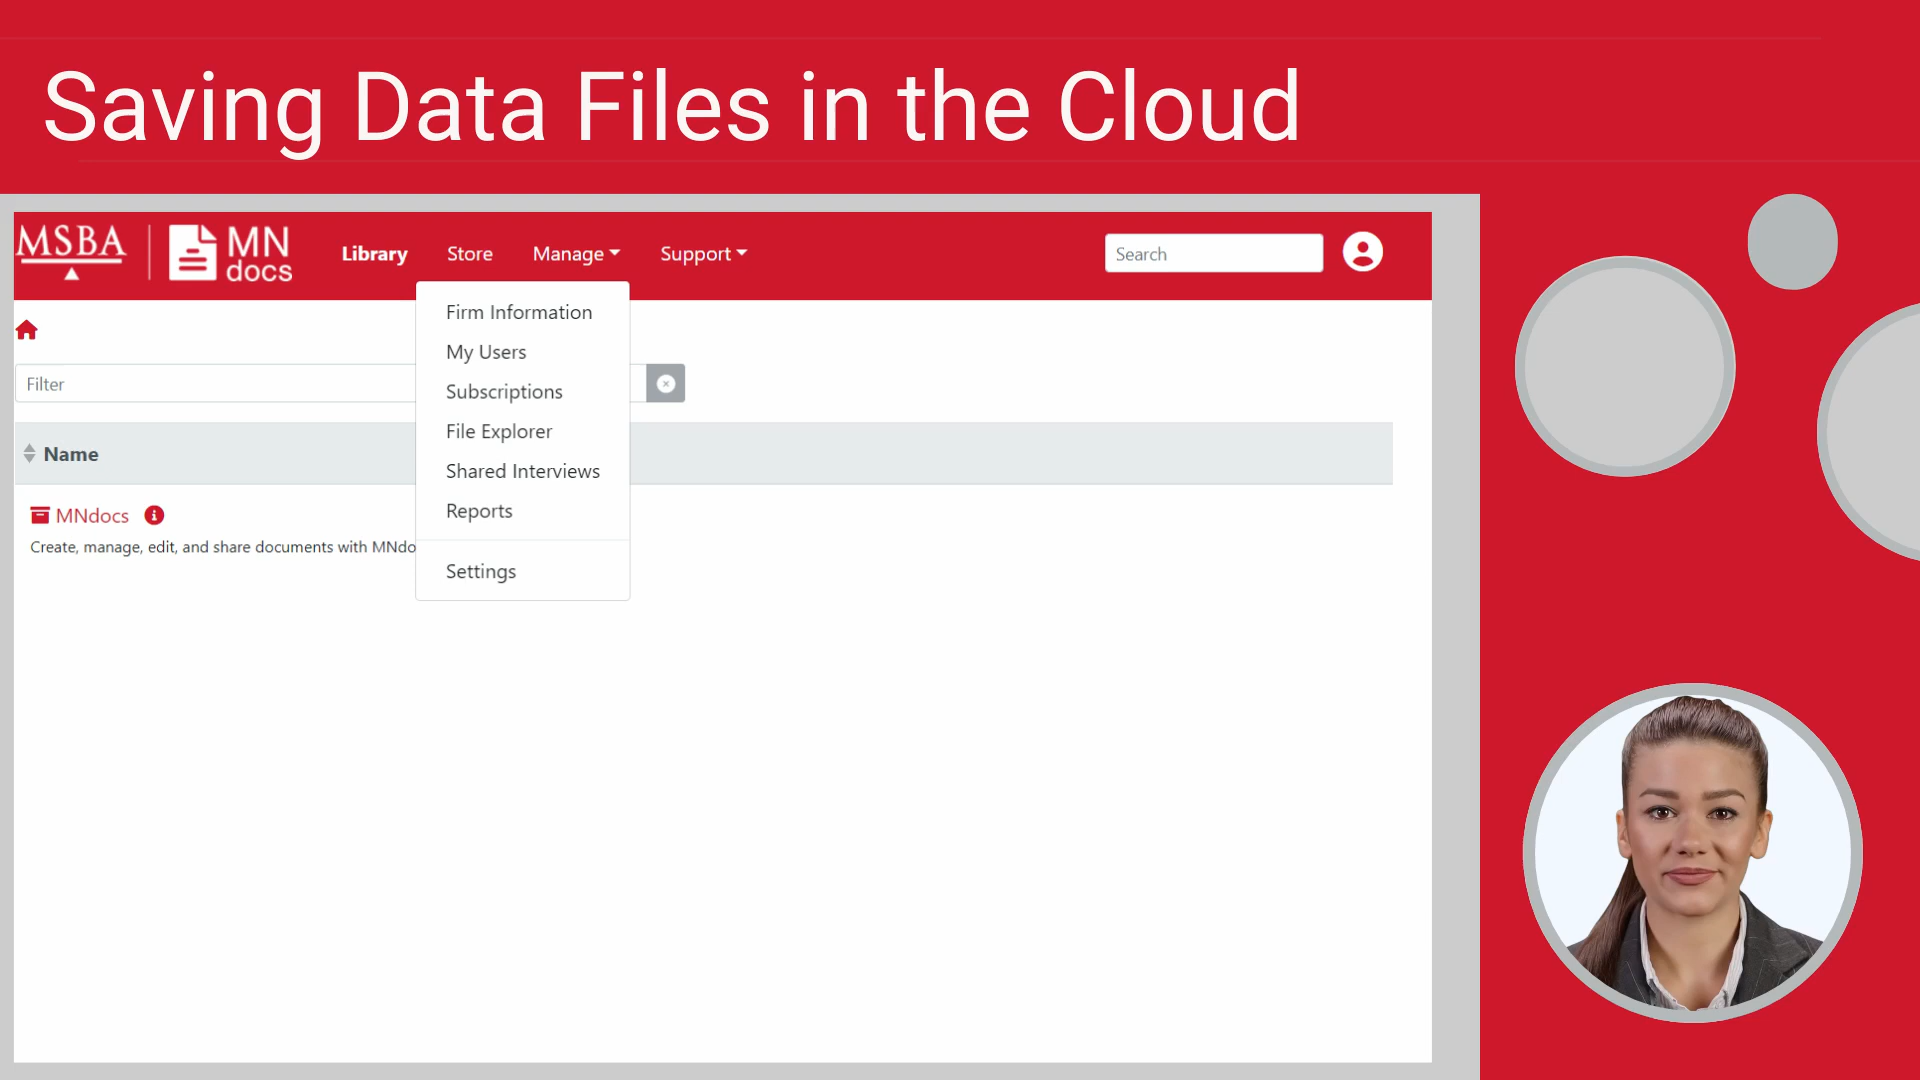 Saving Data Files in the Cloud
MSBA
MN
docs
Library Store Manage Support Search
Firm Information
My Users
Filter
Subscriptions
File Explorer
Name
Shared Interviews
Reports
MNdocs
Create, manage, edit, and share documents with MNdo
Settings